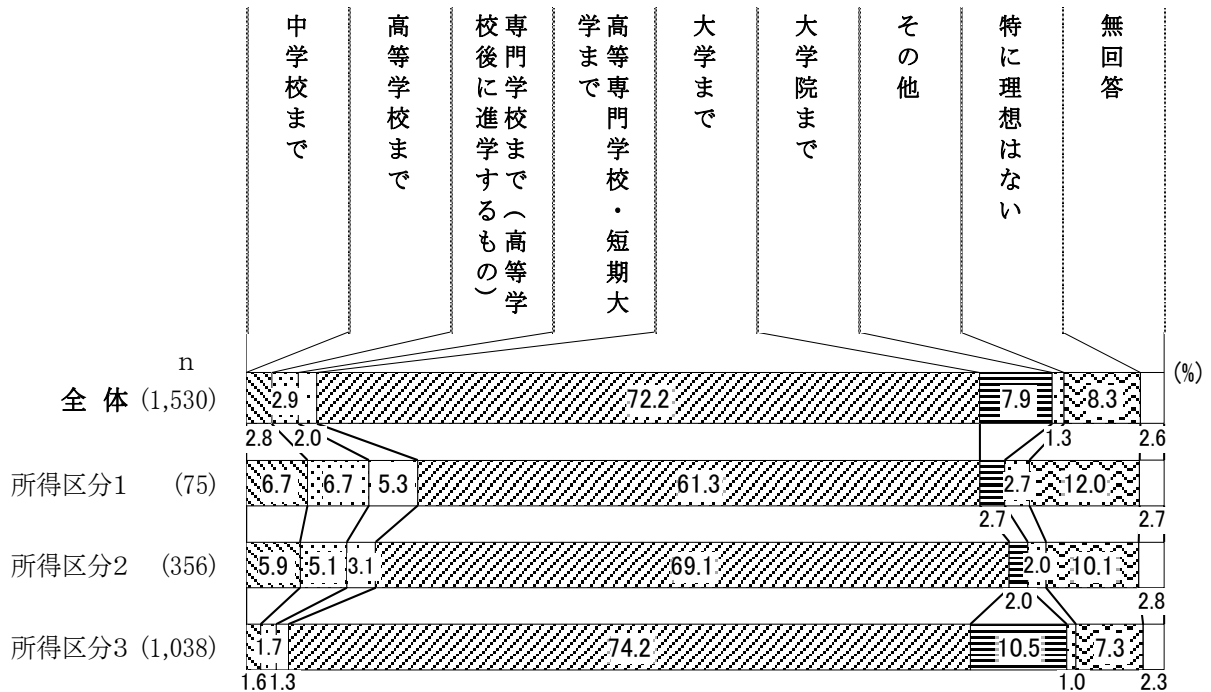 中学校まで
高等学校まで
専門学校まで（高等学
校後に進学するもの）
高等専門学校・短期大
学まで
大学まで
大学院まで
その他
特に理想はない
無回答
n
(%)
全 体 (1,530)
2.9
72.2
7.9
8.3
2.8
2.0
1.3
2.6
所得区分1 (75)
6.7
6.7
5.3
61.3
2.7
12.0
2.7
2.7
所得区分2 (356)
5.9
5.1
3.1
69.1
2.0
10.1
2.0
2.8
所得区分3 (1,038)
1.7
74.2
10.5
7.3
1.6
1.3
1.0
2.3